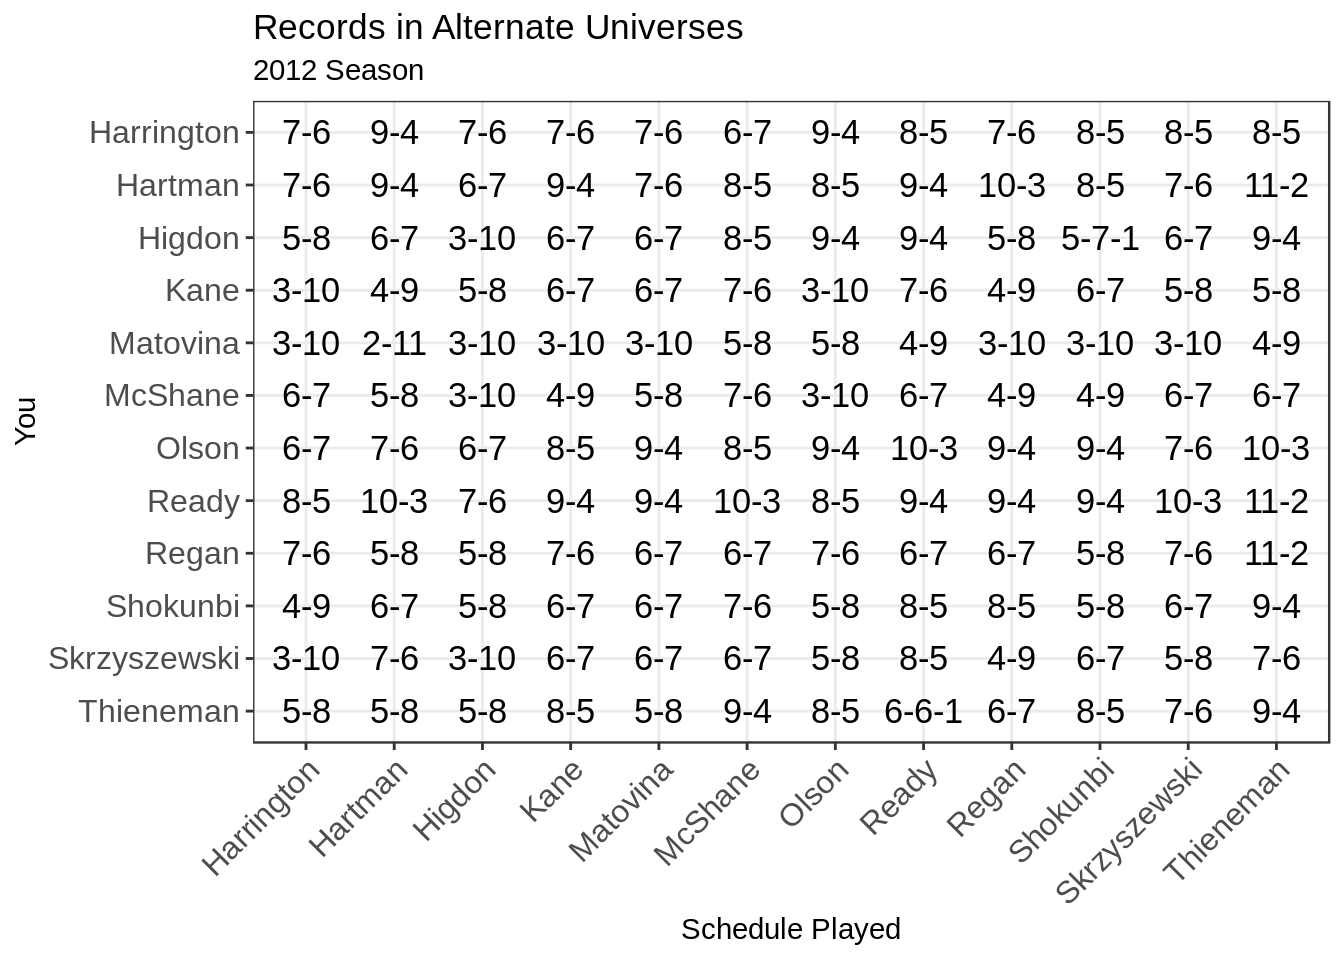 Records in Alternate Universes
2012 Season
You
Harrington 7-6 9-4 7-6 7-6 7-6 6-7 9-4 8-5 7-6 8-5 8-5 8-5
Hartman 7-6 9-4 6-7 9-4 7-6 8-5 8-5 9-4 10-3 8-5 7-6 11-2
Higdon 5-8 6-7 3-10 6-7 6-7 8-5 9-4 9-4 5-8 5-7-1 6-7 9-4
Kane 3-10 4-9 5-8 6-7 6-7 7-6 3-10 7-6 4-9 6-7 5-8 5-8
Matovina 3-10 2-11 3-10 3-10 3-10 5-8 5-8 4-9 3-10 3-10 3-10 4-9
McShane 6-7 5-8 3-10 4-9 5-8 7-6 3-10 6-7 4-9 4-9 6-7 6-7
Olson 6-7 7-6 6-7 8-5 9-4 8-5 9-4 10-3 9-4 9-4 7-6 10-3
Ready 8-5 10-3 7-6 9-4 9-4 10-3 8-5 9-4 9-4 9-4 10-3 11-2
Regan 7-6 5-8 5-8 7-6 6-7 6-7 7-6 6-7 6-7 5-8 7-6 11-2
Shokunbi 4-9 6-7 5-8 6-7 6-7 7-6 5-8 8-5 8-5 5-8 6-7 9-4
Skrzyszewski 3-10 7-6 3-10 6-7 6-7 6-7 5-8 8-5 4-9 6-7 5-8 7-6
Thieneman 5-8 5-8 5-8 8-5 5-8 9-4 8-5 6-6-1 6-7 8-5 7-6 9-4
Harrington Hartman Higdon Kane Matovina McShane Olson Ready Regan Shokunbi Skrzyszewski Thieneman
Schedule Played